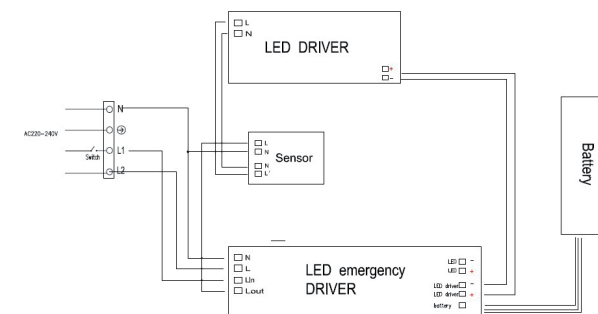 L
N
LED DRIVER
+
-
AC220-240V
N
Switch
L1
L2
L
N
N
L'
Sensor
Battery
N
L
Lin
Lout
LED emergency
DRIVER
LED -
LED +
LED driver -
LED driver +
battery